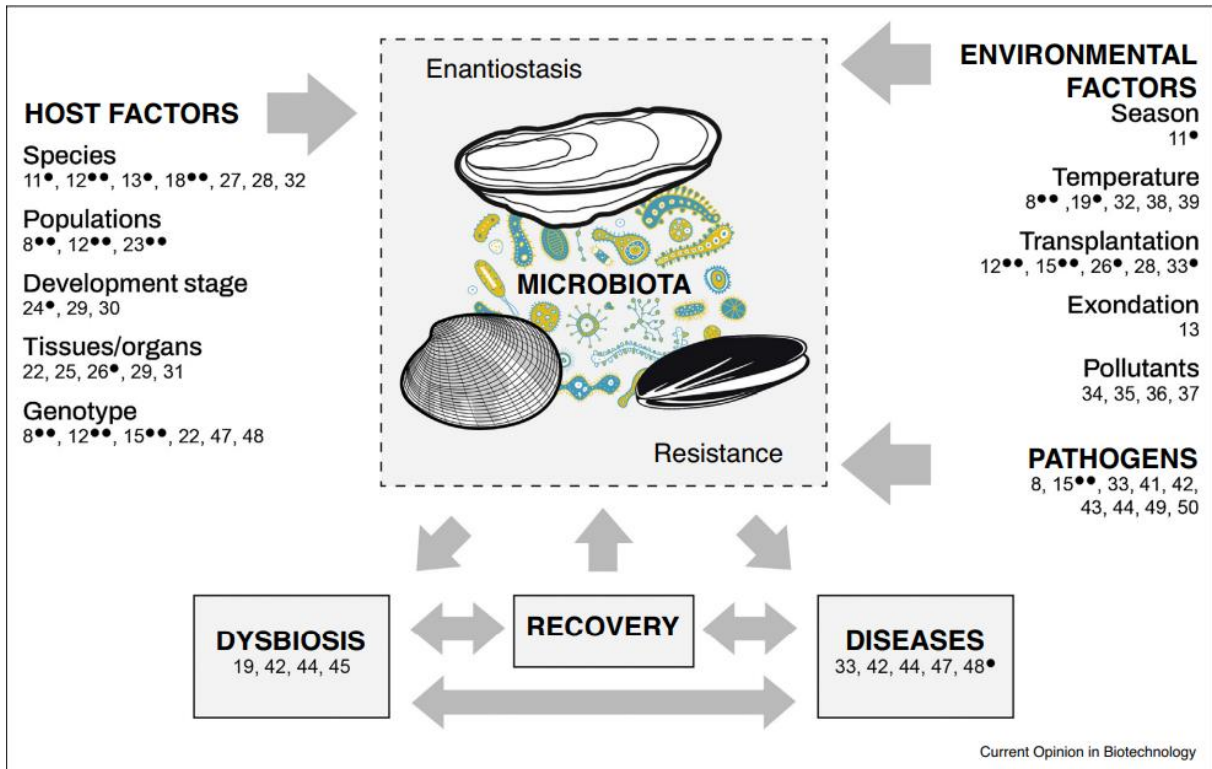 Enantiostasis
MICROBIOTA
Resistance
HOST FACTORS
Species
11●, 12●●, 13●, 18●●, 27, 28, 32
Populations
8●●, 12●●, 23●●
Development stage
24●, 29, 30
Tissues/organs
22, 25, 26●, 29, 31
Genotype
8●●, 12●●, 15●●, 22, 47, 48
ENVIRONMENTAL
FACTORS
Season
11●
Temperature
8●● ,19●, 32, 38, 39
Transplantation
12●●, 15●●, 26●, 28, 33●
Exondation
13
Pollutants
34, 35, 36, 37
PATHOGENS
8, 15●●, 33, 41, 42,
43, 44, 49, 50
DYSBIOSIS
19, 42, 44, 45
RECOVERY
DISEASES
33, 42, 44, 47, 48●
Current Opinion in Biotechnology